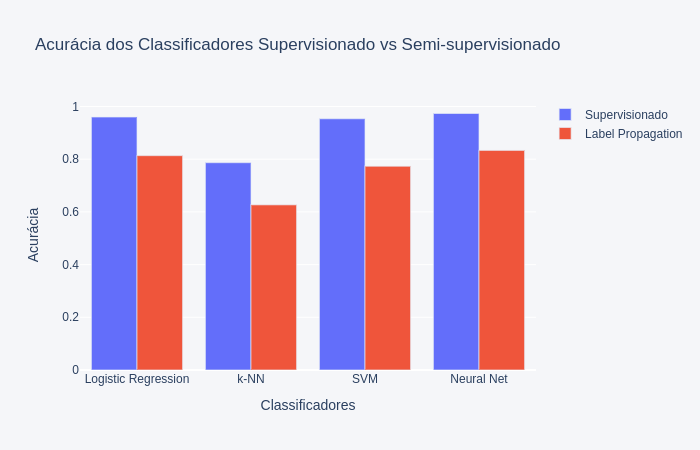 Acurácia dos Classificadores Supervisionado vs Semi-supervisionado
Supervisionado
Label Propagation
Acurácia
1
0.8
0.6
0.4
0.2
0
Logistic Regression
k-NN
SVM
Neural Net
Classificadores